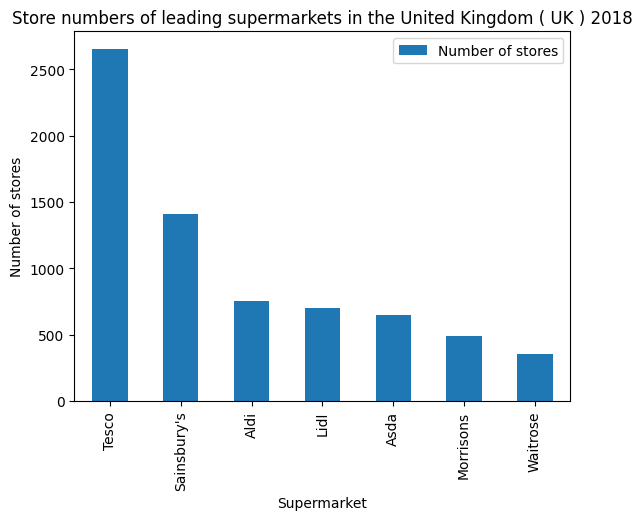 Store numbers of leading supermarkets in the United Kingdom ( UK ) 2018
Number of stores
2500
2000
1500
1000
500
0
Number of stores
Tesco
Sainsbury's
Aldi
Lidl
Asda
Morrisons
Waitrose
Supermarket